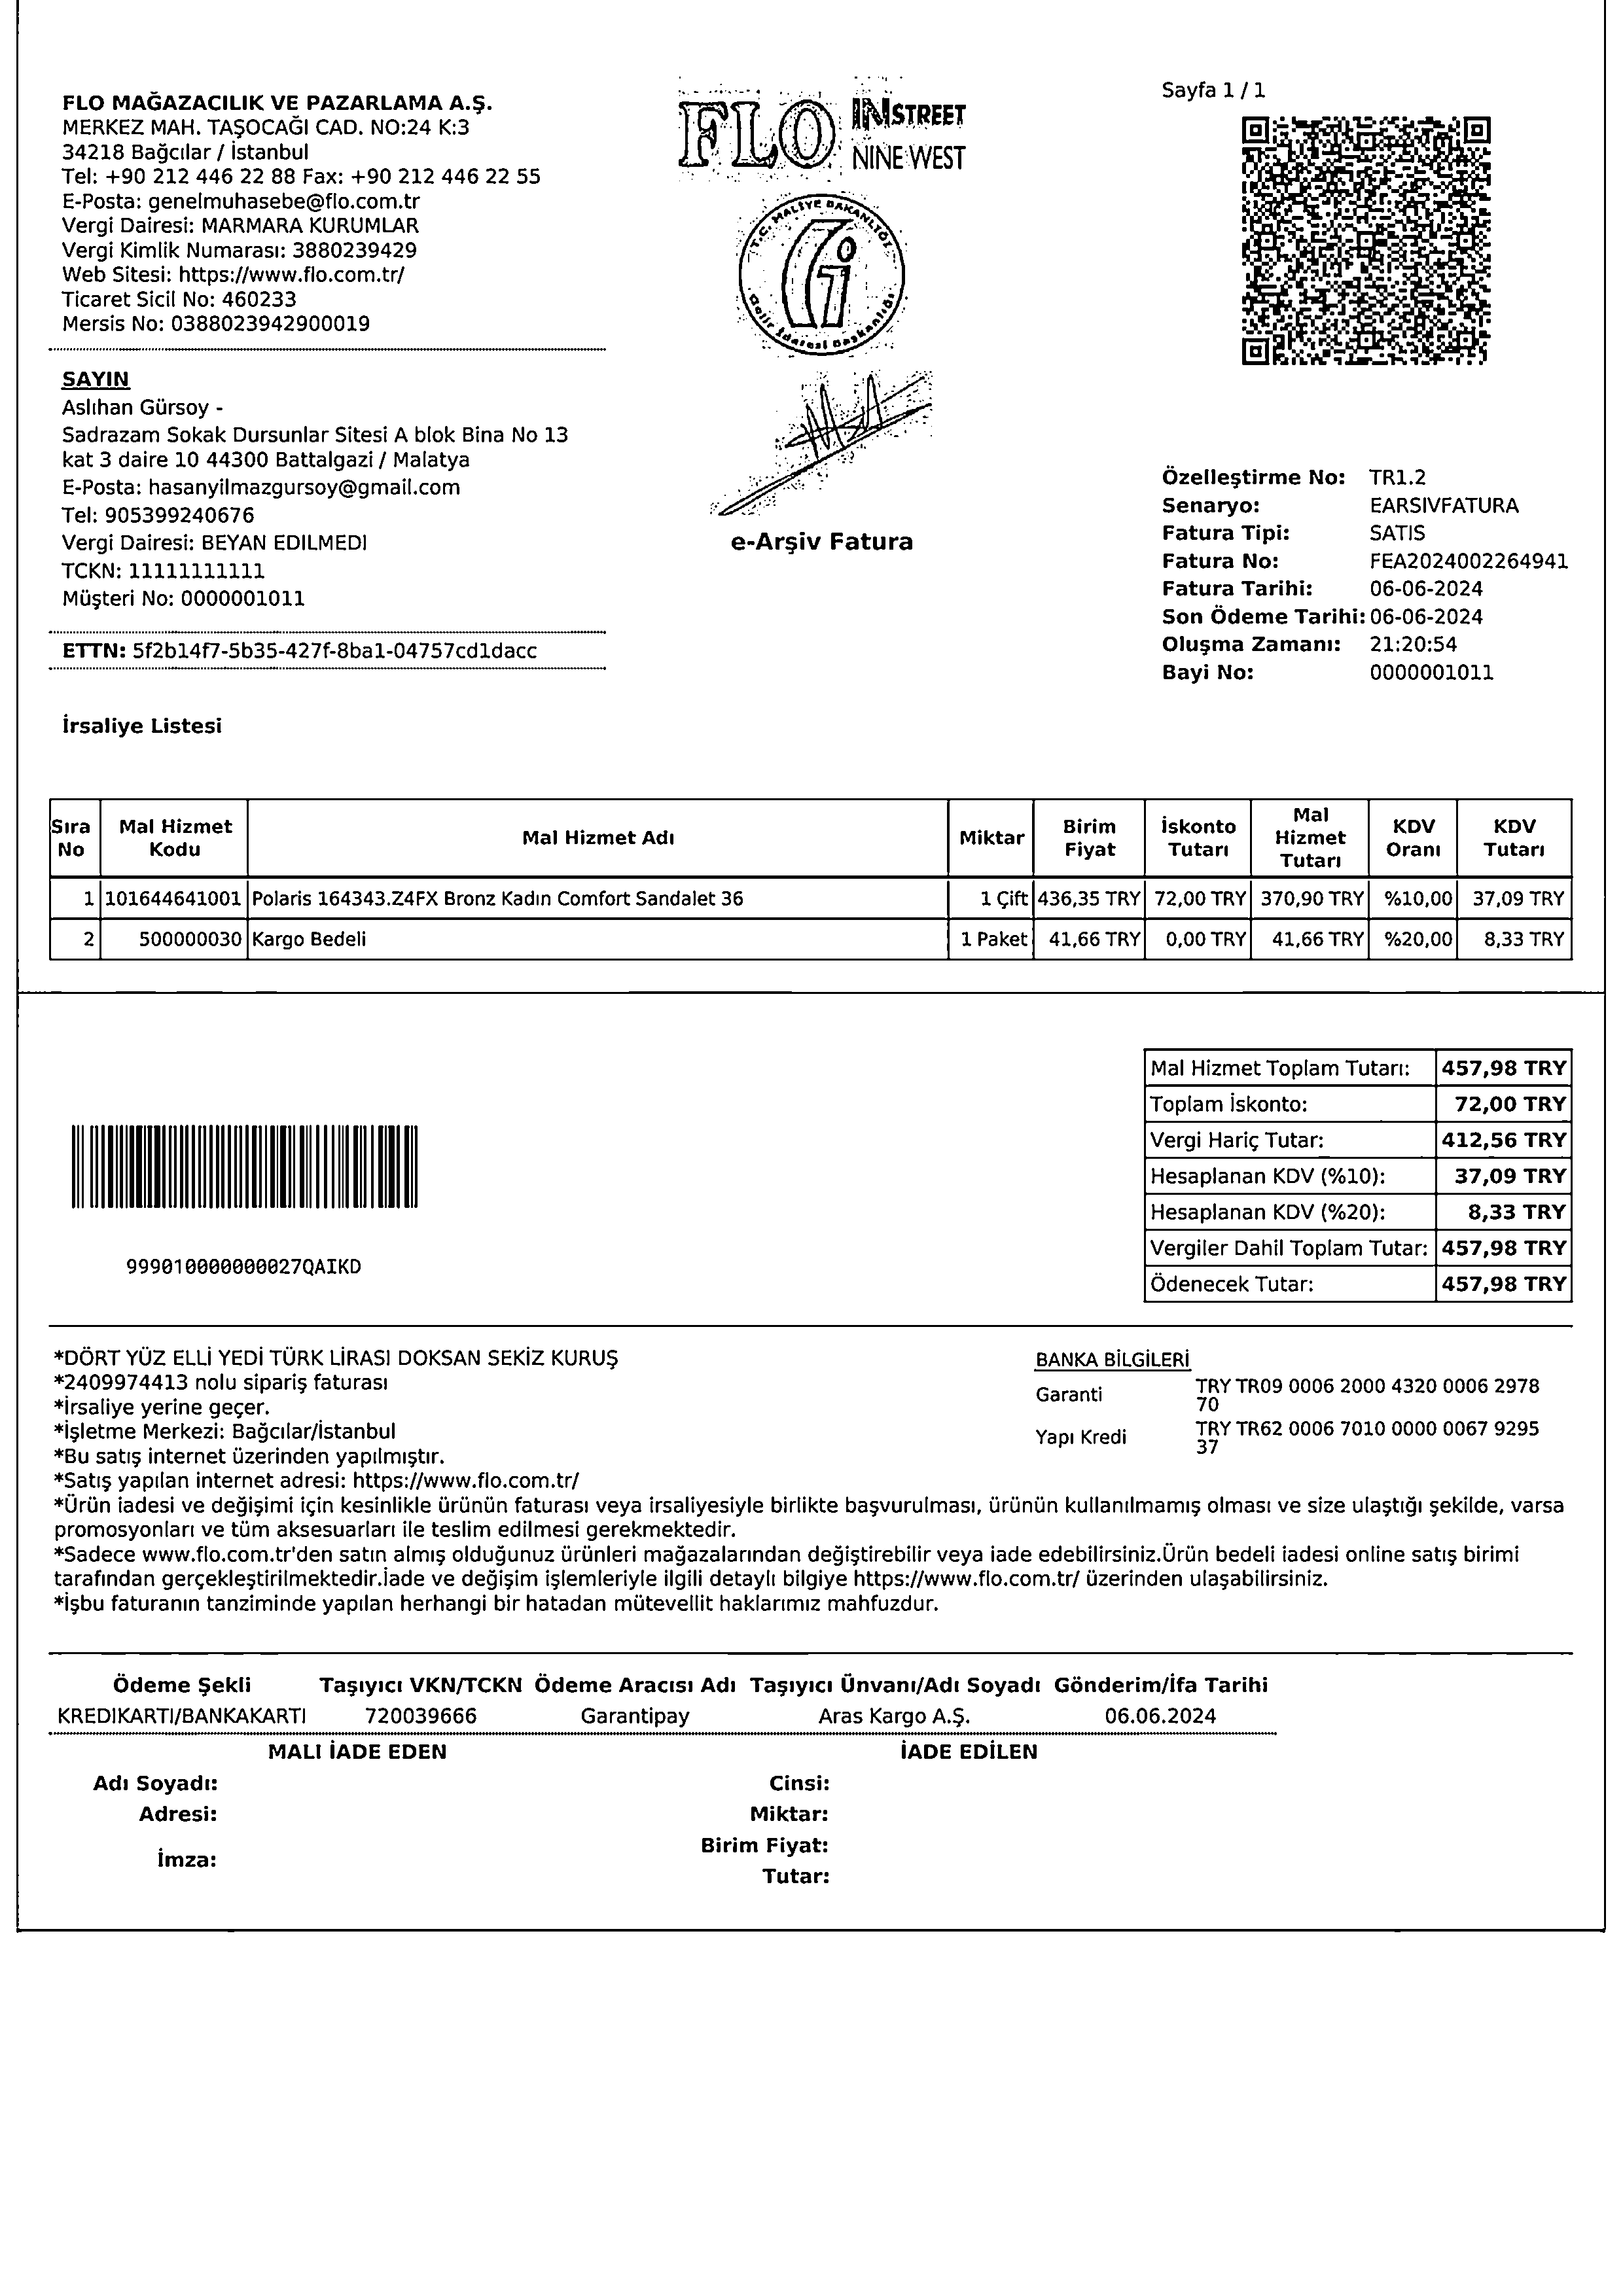 Sayfa 1 / 1
FLO MAĞAZACILIK VE PAZARLAMA A.Ş.
MERKEZ MAH. TAŞOCAĞI CAD. NO:24 K:3
34218 Bağcılar / İstanbul
Tel: +90 212 446 22 88 Fax: +90 212 446 22 55
E-Posta: genelmuhasebe@flo.com.tr
Vergi Dairesi: MARMARA KURUMLAR
Vergi Kimlik Numarası: 3880239429
Web Sitesi: https://www.flo.com.tr/
Ticaret Sicil No: 460233
Mersis No: 0388023942900019
FLO INSTREET
NINE WEST
T.C. MALİYE BAKANLIĞI
Gelir İdaresi Başkanlığı
e-Arşiv Fatura
SAYIN
Aslıhan Gürsoy -
Sadrazam Sokak Dursunlar Sitesi A blok Bina No 13
kat 3 daire 10 44300 Battalgazi / Malatya
E-Posta: hasanyilmazgursoy@gmail.com
Tel: 905399240676
Vergi Dairesi: BEYAN EDILMEDI
TCKN: 11111111111
Müşteri No: 0000001011
ETTN: 5f2b14f7-5b35-427f-8ba1-04757cd1dacc
Özelleştirme No: TR1.2
Senaryo: EARSIVFATURA
Fatura Tipi: SATIS
Fatura No: FEA2024002264941
Fatura Tarihi: 06-06-2024
Son Ödeme Tarihi: 06-06-2024
Oluşma Zamanı: 21:20:54
Bayi No: 0000001011
İrsaliye Listesi
Sıra No Mal Hizmet Kodu Mal Hizmet Adı Miktar Birim Fiyat İskonto Tutarı Mal Hizmet Tutarı KDV Oranı KDV Tutarı
1 101644641001 Polaris 164343.Z4FX Bronz Kadın Comfort Sandalet 36 1 Çift 436,35 TRY 72,00 TRY 370,90 TRY %10,00 37,09 TRY
2 500000030 Kargo Bedeli 1 Paket 41,66 TRY 0,00 TRY 41,66 TRY %20,00 8,33 TRY
Mal Hizmet Toplam Tutarı: 457,98 TRY
Toplam İskonto: 72,00 TRY
Vergi Hariç Tutar: 412,56 TRY
Hesaplanan KDV (%10): 37,09 TRY
Hesaplanan KDV (%20): 8,33 TRY
Vergiler Dahil Toplam Tutar: 457,98 TRY
Ödenecek Tutar: 457,98 TRY
999010000000027QAIKD
*DÖRT YÜZ ELLİ YEDİ TÜRK LİRASI DOKSAN SEKİZ KURUŞ
*2409974413 nolu sipariş faturası
*İrsaliye yerine geçer.
*İşletme Merkezi: Bağcılar/İstanbul
*Bu satış internet üzerinden yapılmıştır.
*Satış yapılan internet adresi: https://www.flo.com.tr/
*Ürün iadesi ve değişimi için kesinlikle ürünün faturası veya irsaliyesiyle birlikte başvurulması, ürünün kullanılmamış olması ve size ulaştığı şekilde, varsa
promosyonları ve tüm aksesuarları ile teslim edilmesi gerekmektedir.
*Sadece www.flo.com.tr'den satın almış olduğunuz ürünleri mağazalarından değiştirebilir veya iade edebilirsiniz.Ürün bedeli iadesi online satış birimi
tarafından gerçekleştirilmektedir.İade ve değişim işlemleriyle ilgili detaylı bilgiye https://www.flo.com.tr/ üzerinden ulaşabilirsiniz.
*İşbu faturanın tanziminde yapılan herhangi bir hatadan mütevellit haklarımız mahfuzdur.
BANKA BİLGİLERİ
Garanti TRY TR09 0006 2000 4320 0006 2978
70
Yapı Kredi TRY TR62 0006 7010 0000 0067 9295
37
Ödeme Şekli Taşıyıcı VKN/TCKN Ödeme Aracısı Adı Taşıyıcı Ünvanı/Adı Soyadı Gönderim/İfa Tarihi
KREDIKARTI/BANKAKARTI 720039666 Garantipay Aras Kargo A.Ş. 06.06.2024
MALI İADE EDEN İADE EDİLEN
Adı Soyadı: Cinsi:
Adresi: Miktar:
İmza: Birim Fiyat:
Tutar: